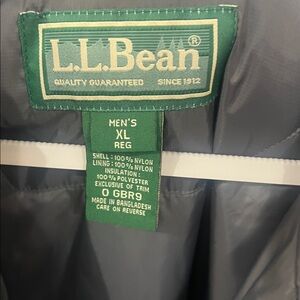 L.L.Bean®
QUALITY GUARANTEED SINCE 1912
MEN'S
XL
REG
SHELL: 100% NYLON
LINING: 100% NYLON
INSULATION:
100% POLYESTER
EXCLUSIVE OF TRIM
0 GBR9
MADE IN BANGLADESH
CARE ON REVERSE